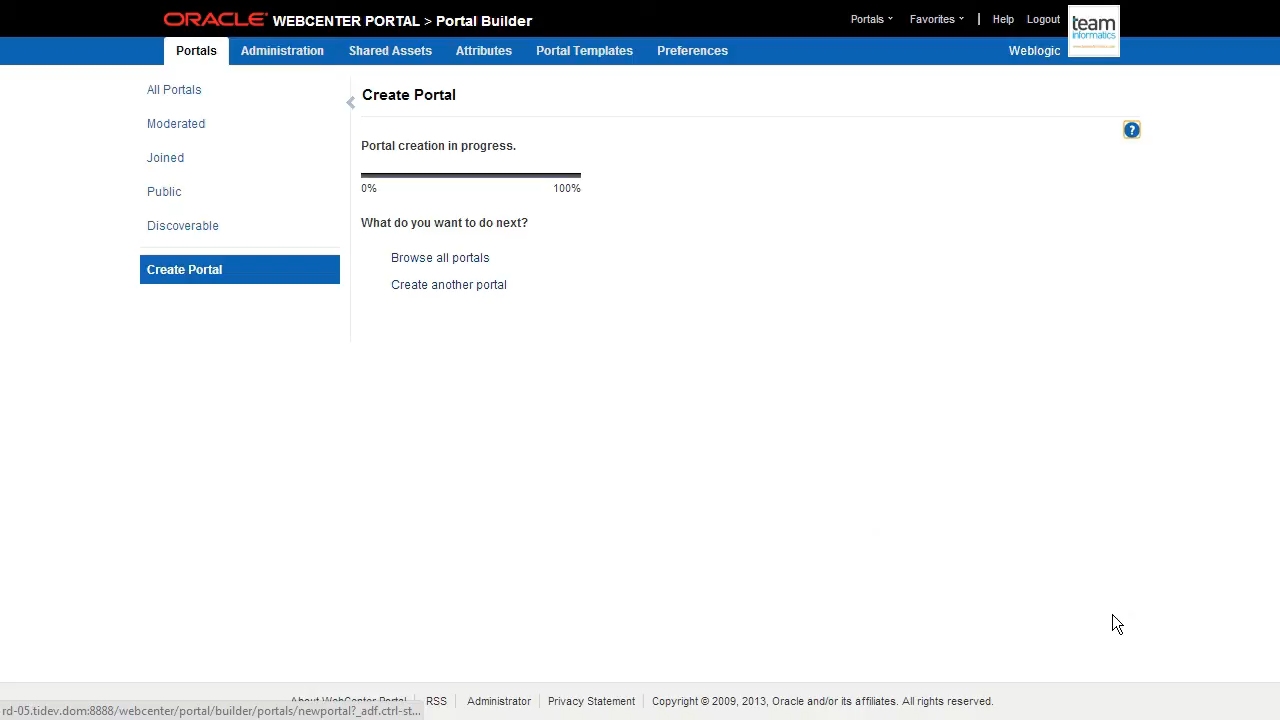 ORACLE WEBCENTER PORTAL > Portal Builder
Portals Favorites | Help Logout
team informatics
Portals Administration Shared Assets Attributes Portal Templates Preferences
Weblogic
All Portals
Moderated
Joined
Public
Discoverable
Create Portal
Create Portal
?
Portal creation in progress.
0% 100%
What do you want to do next?
Browse all portals
Create another portal
About WebCenter Portal RSS Administrator Privacy Statement Copyright © 2009, 2013, Oracle and/or its affiliates. All rights reserved.
rd-05.tidev.dom:8888/webcenter/portal/builder/portals/newportal?_adf.ctrl-st...